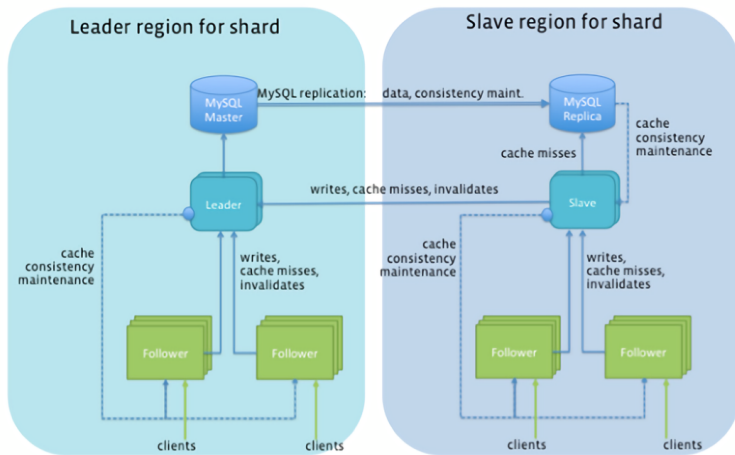 Leader region for shard
Slave region for shard
MySQL
Master
MySQL replication: data, consistency maint.
MySQL
Replica
cache
consistency
maintenance
cache misses
Leader
writes, cache misses, invalidates
Slave
cache
consistency
maintenance
writes,
cache misses,
invalidates
cache
consistency
maintenance
writes,
cache misses,
invalidates
Follower
Follower
Follower
Follower
clients
clients
clients
clients